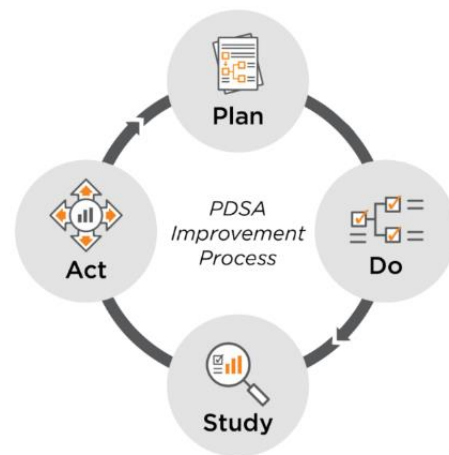 Plan
Do
Study
Act
PDSA
Improvement
Process